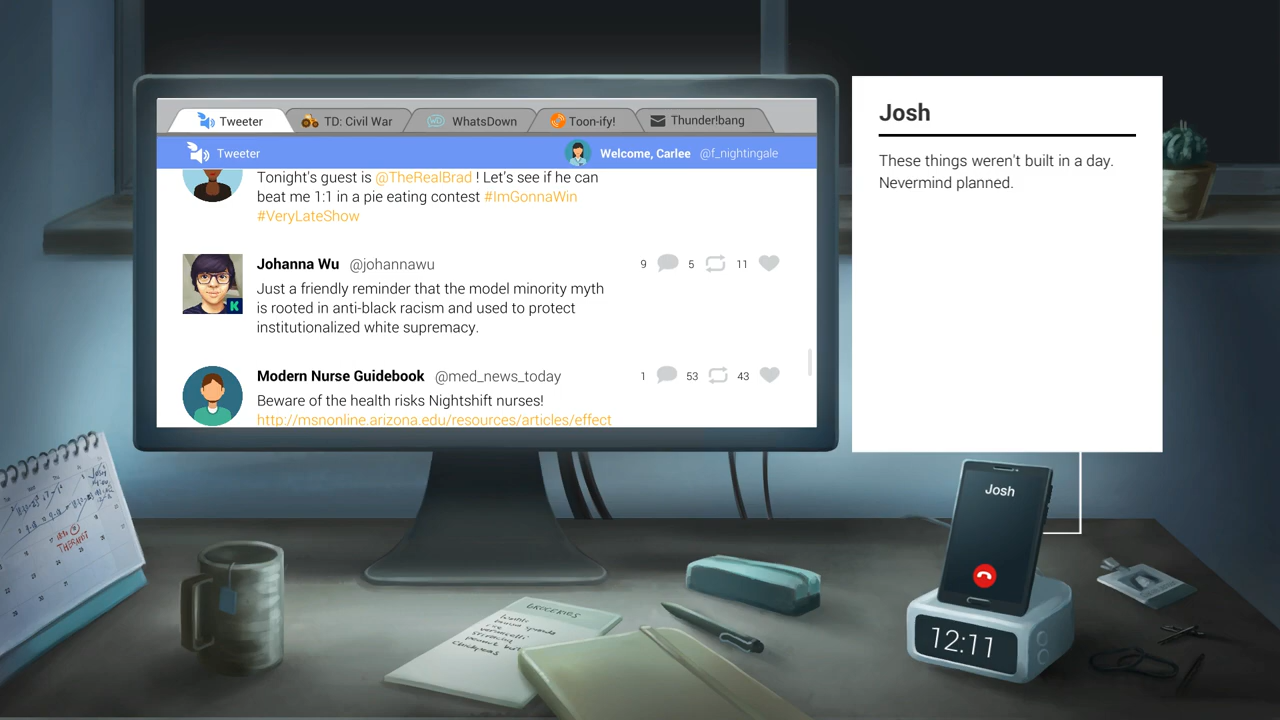 Tweeter
TD: Civil War
WhatsDown
Toon-ify!
Thunder!bang
Tweeter
Welcome, Carlee @f_nightingale
Tonight's guest is @TheRealBrad ! Let's see if he can
beat me 1:1 in a pie eating contest #ImGonnaWin
#VeryLateShow
Johanna Wu @johannawu
9 5 11
Just a friendly reminder that the model minority myth
is rooted in anti-black racism and used to protect
institutionalized white supremacy.
K
Modern Nurse Guidebook @med_news_today
1 53 43
Beware of the health risks Nightshift nurses!
http://msnonline.arizona.edu/resources/articles/effect
Josh
These things weren't built in a day.
Nevermind planned.
Josh
12:11
THERAPIST
GROCERIES
vermicelli